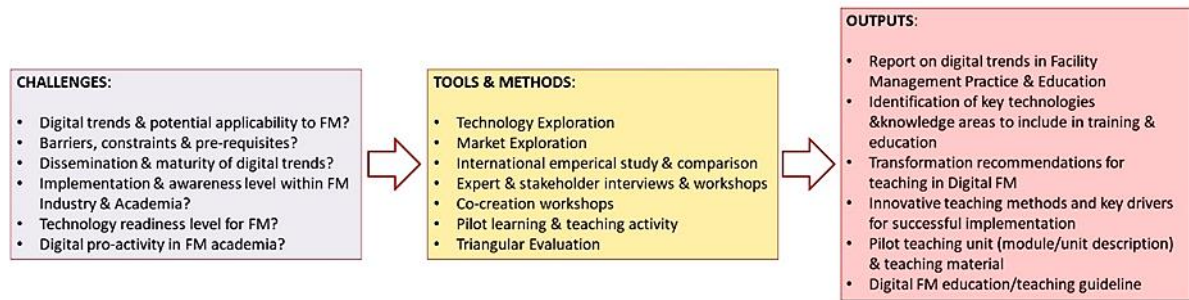 CHALLENGES:
• Digital trends & potential applicability to FM?
• Barriers, constraints & pre-requisites?
• Dissemination & maturity of digital trends?
• Implementation & awareness level within FM
Industry & Academia?
• Technology readiness level for FM?
• Digital pro-activity in FM academia?
TOOLS & METHODS:
• Technology Exploration
• Market Exploration
• International emperical study & comparison
• Expert & stakeholder interviews & workshops
• Co-creation workshops
• Pilot learning & teaching activity
• Triangular Evaluation
OUTPUTS:
• Report on digital trends in Facility
Management Practice & Education
• Identification of key technologies
&knowledge areas to include in training &
education
• Transformation recommendations for
teaching in Digital FM
• Innovative teaching methods and key drivers
for successful implementation
• Pilot teaching unit (module/unit description)
& teaching material
• Digital FM education/teaching guideline